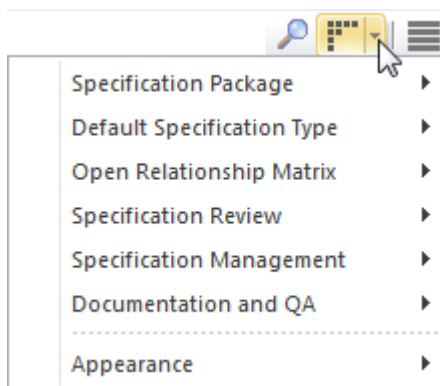 Specification Package
Default Specification Type
Open Relationship Matrix
Specification Review
Specification Management
Documentation and QA
Appearance